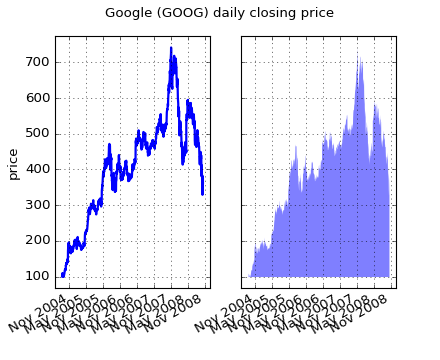 Google (GOOG) daily closing price
price
700
600
500
400
300
200
100
Nov 2004
May 2005
Nov 2005
May 2006
Nov 2006
May 2007
Nov 2007
May 2008
Nov 2008
Nov 2004
May 2005
Nov 2005
May 2006
Nov 2006
May 2007
Nov 2007
May 2008
Nov 2008